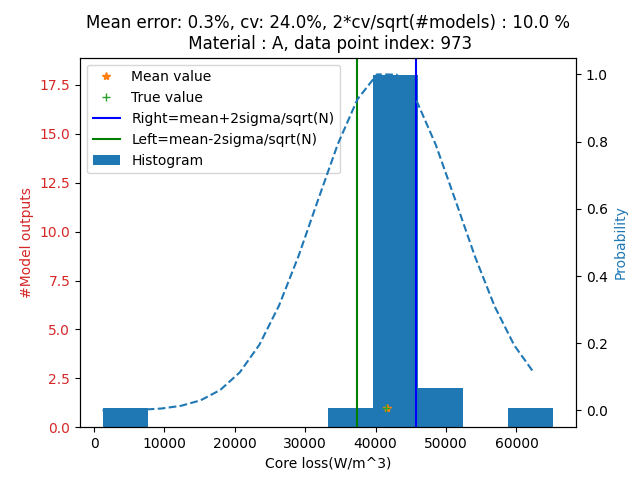 Mean error: 0.3%, cv: 24.0%, 2*cv/sqrt(#models) : 10.0 %
Material : A, data point index: 973
Mean value
True value
Right=mean+2sigma/sqrt(N)
Left=mean-2sigma/sqrt(N)
Histogram
#Model outputs
17.5
15.0
12.5
10.0
7.5
5.0
2.5
0.0
1.0
0.8
0.6
0.4
0.2
0.0
Probability
0 10000 20000 30000 40000 50000 60000
Core loss(W/m^3)